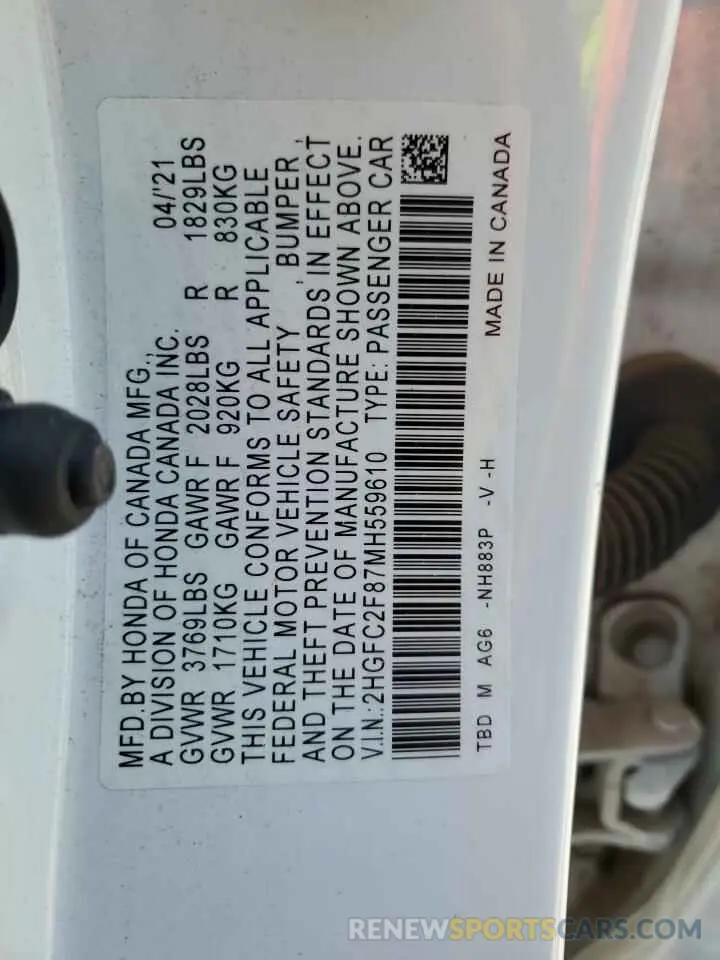 MFD.BY HONDA OF CANADA MFG., 04/'21
A DIVISION OF HONDA CANADA INC.
GVWR 3769LBS GAWR F 2028LBS R 1829LBS
GVWR 1710KG GAWR F 920KG R 830KG
THIS VEHICLE CONFORMS TO ALL APPLICABLE
FEDERAL MOTOR VEHICLE SAFETY , BUMPER ,
AND THEFT PREVENTION STANDARDS IN EFFECT
ON THE DATE OF MANUFACTURE SHOWN ABOVE.
V.I.N.:2HGFC2F87MH559610 TYPE: PASSENGER CAR
TBD M AG6 -NH883P -V -H MADE IN CANADA
RENEWSPORTSCARS.COM